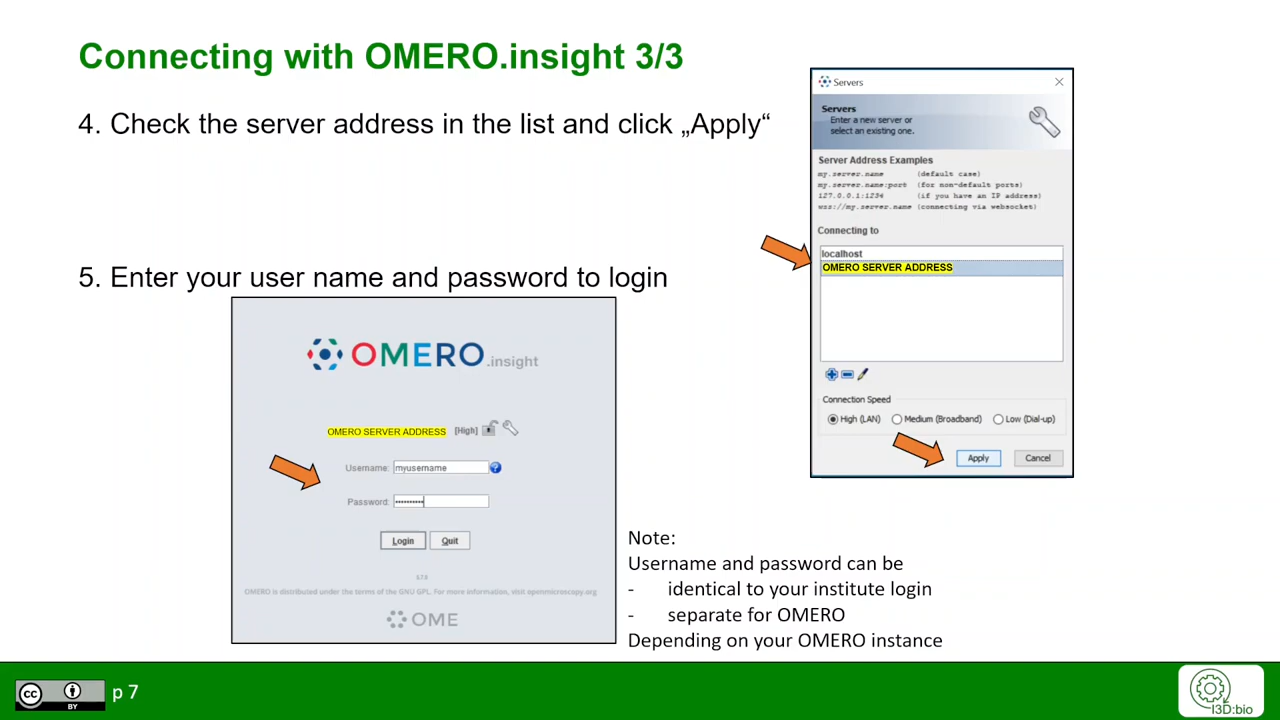 Connecting with OMERO.insight 3/3
4. Check the server address in the list and click „Apply“
Servers
Servers
Enter a new server or
select an existing one.
Server Address Examples
my.server.name (default case)
my.server.name:port (for non-default ports)
127.0.0.1:1234 (if you have an IP address)
wss://my.server.name (connecting via websocket)
Connecting to
localhost
OMERO SERVER ADDRESS
Connection Speed
High (LAN) Medium (Broadband) Low (Dial-up)
Apply Cancel
5. Enter your user name and password to login
OMERO.insight
OMERO SERVER ADDRESS [High]
Username: myusername
Password: ••••••••••
Login Quit
OMERO is distributed under the terms of the GNU GPL. For more information, visit openmicroscopy.org
OME
Note:
Username and password can be
- identical to your institute login
- separate for OMERO
Depending on your OMERO instance
cc BY p 7
I3D:bio